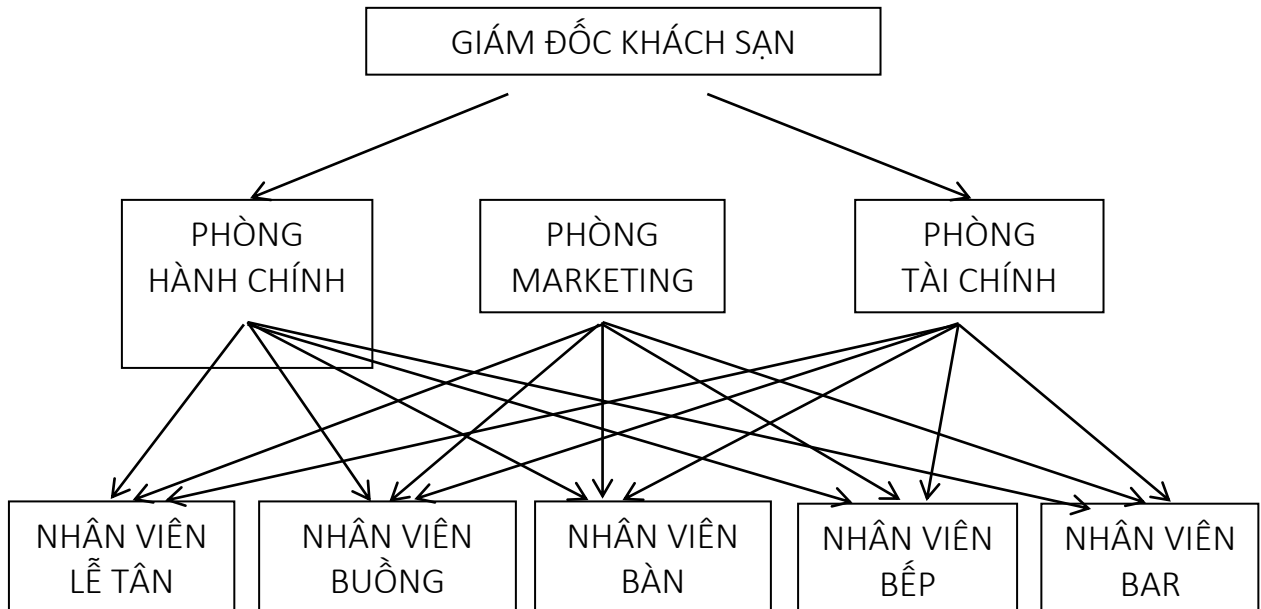 GIÁM ĐỐC KHÁCH SẠN
PHÒNG
HÀNH CHÍNH
PHÒNG
MARKETING
PHÒNG
TÀI CHÍNH
NHÂN VIÊN
LỄ TÂN
NHÂN VIÊN
BUỒNG
NHÂN VIÊN
BÀN
NHÂN VIÊN
BẾP
NHÂN VIÊN
BAR